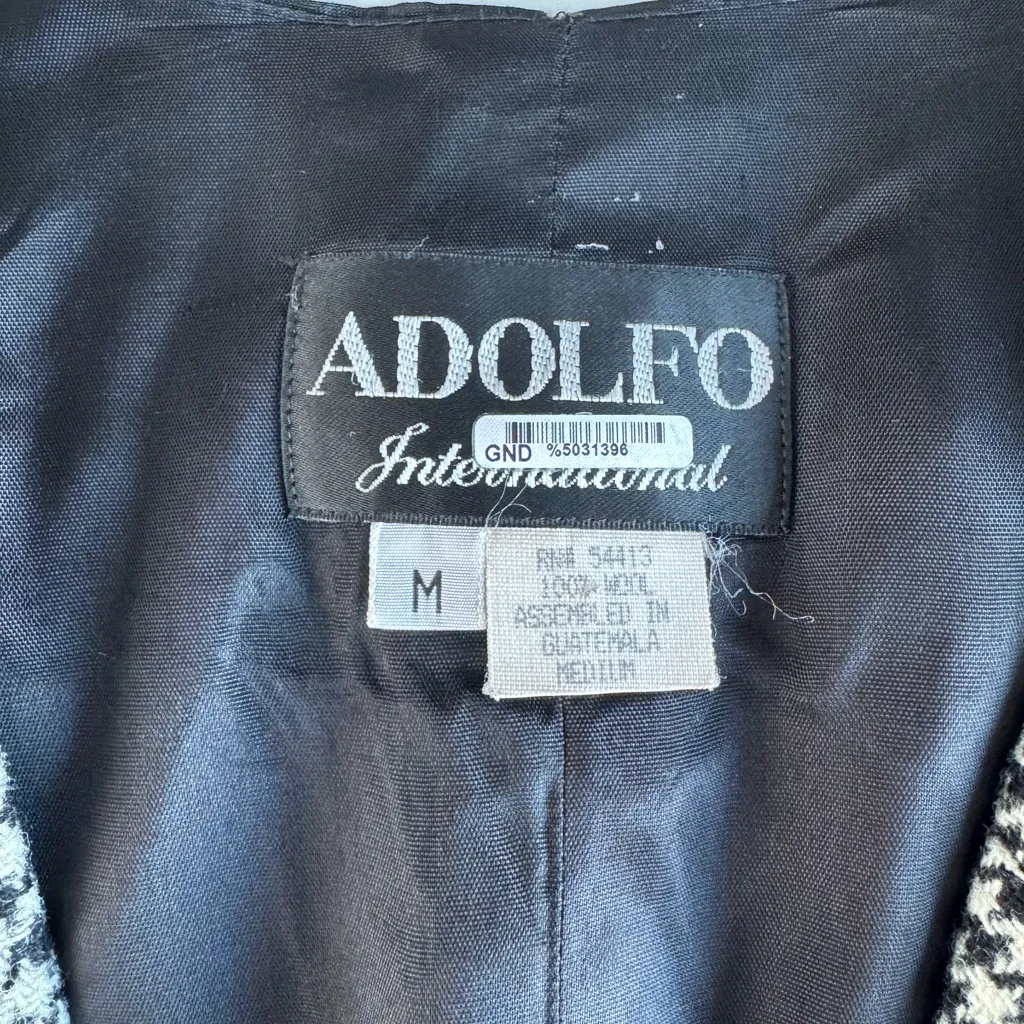 ADOLFO
International
GND %5031396
M
RN# 54413
100% WOOL
ASSEMBLED IN
GUATEMALA
MEDIUM